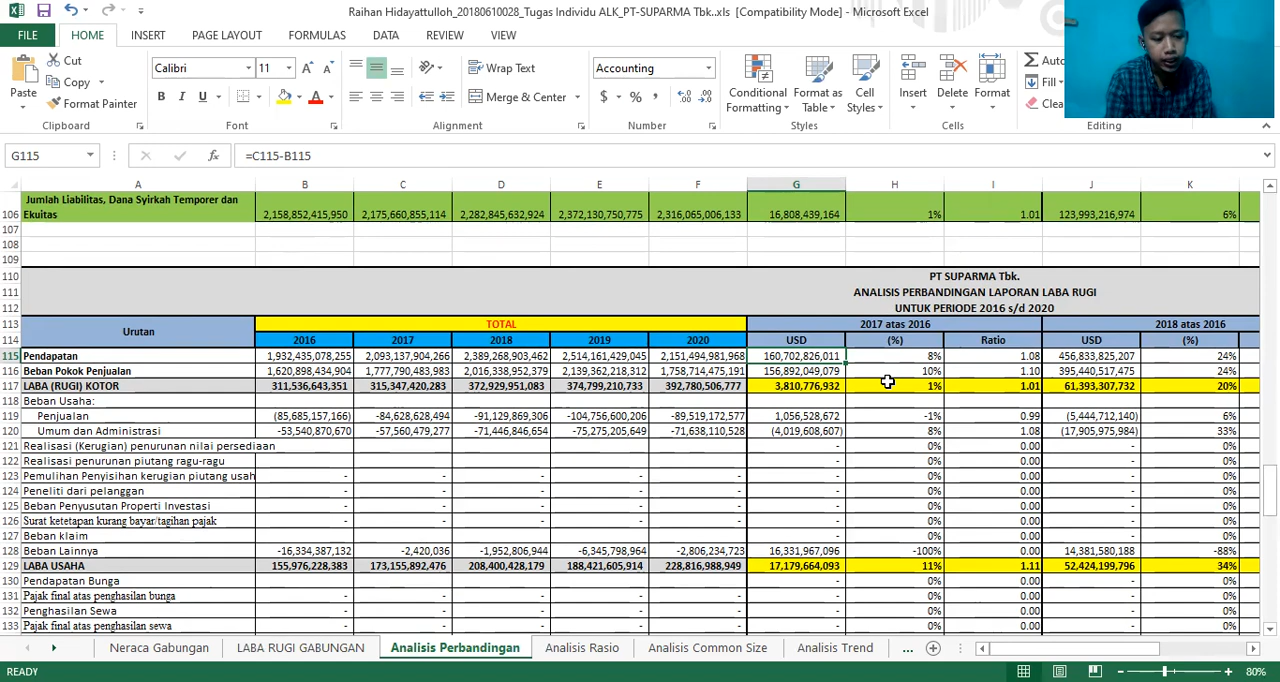 Raihan Hidayattulloh_20180610028_Tugas Individu ALK_PT-SUPARMA Tbk..xls [Compatibility Mode] - Microsoft Excel
FILE HOME INSERT PAGE LAYOUT FORMULAS DATA REVIEW VIEW
Paste Cut Copy Format Painter Clipboard
Calibri 11 B I U Font
Wrap Text Merge & Center Alignment
Accounting $ % , Number
Conditional Formatting Format as Table Cell Styles Styles
Insert Delete Format Cells
Auto Fill Clea Editing
G115 fx =C115-B115
A B C D E F G H I J K
Jumlah Liabilitas, Dana Syirkah Temporer dan
106 Ekuitas 2,158,852,415,950 2,175,660,855,114 2,282,845,632,924 2,372,130,750,775 2,316,065,006,133 16,808,439,164 1% 1.01 123,993,216,974 6%
107
108
109
110 PT SUPARMA Tbk.
111 ANALISIS PERBANDINGAN LAPORAN LABA RUGI
112 UNTUK PERIODE 2016 s/d 2020
113 Urutan TOTAL 2017 atas 2016 2018 atas 2016
114 2016 2017 2018 2019 2020 USD (%) Ratio USD (%)
115 Pendapatan 1,932,435,078,255 2,093,137,904,266 2,389,268,903,462 2,514,161,429,045 2,151,494,981,968 160,702,826,011 8% 1.08 456,833,825,207 24%
116 Beban Pokok Penjualan 1,620,898,434,904 1,777,790,483,983 2,016,338,952,379 2,139,362,218,312 1,758,714,475,191 156,892,049,079 10% 1.10 395,440,517,475 24%
117 LABA (RUGI) KOTOR 311,536,643,351 315,347,420,283 372,929,951,083 374,799,210,733 392,780,506,777 3,810,776,932 1% 1.01 61,393,307,732 20%
118 Beban Usaha: 0%
119 Penjualan (85,685,157,166) -84,628,628,494 -91,129,869,306 -104,756,600,206 -89,519,172,577 1,056,528,672 -1% 0.99 (5,444,712,140) 6%
120 Umum dan Administrasi -53,540,870,670 -57,560,479,277 -71,446,846,654 -75,275,205,649 -71,638,110,528 (4,019,608,607) 8% 1.08 (17,905,975,984) 33%
121 Realisasi (Kerugian) penurunan nilai persediaan - 0% 0.00 - 0%
122 Realisasi penurunan piutang ragu-ragu - 0% 0.00 - 0%
123 Pemulihan Penyisihan kerugian piutang usah - - - - - - 0% 0.00 - 0%
124 Peneliti dari pelanggan - - - - - - 0% 0.00 - 0%
125 Beban Penyusutan Properti Investasi - - - - - - 0% 0.00 - 0%
126 Surat ketetapan kurang bayar/tagihan pajak - - - - - - 0% 0.00 - 0%
127 Beban klaim - 0% 0.00 - 0%
128 Beban Lainnya -16,334,387,132 -2,420,036 -1,952,806,944 -6,345,798,964 -2,806,234,723 16,331,967,096 -100% 0.00 14,381,580,188 -88%
129 LABA USAHA 155,976,228,383 173,155,892,476 208,400,428,179 188,421,605,914 228,816,988,949 17,179,664,093 11% 1.11 52,424,199,796 34%
130 Pendapatan Bunga - - - - - - 0% 0.00 - 0%
131 Pajak final atas penghasilan bunga - - - - - - 0% 0.00 - 0%
132 Penghasilan Sewa - - - - - - 0% 0.00 - 0%
133 Pajak final atas penghasilan sewa - - - - - - 0% 0.00 - 0%
Neraca Gabungan LABA RUGI GABUNGAN Analisis Perbandingan Analisis Rasio Analisis Common Size Analisis Trend ...
READY 80%